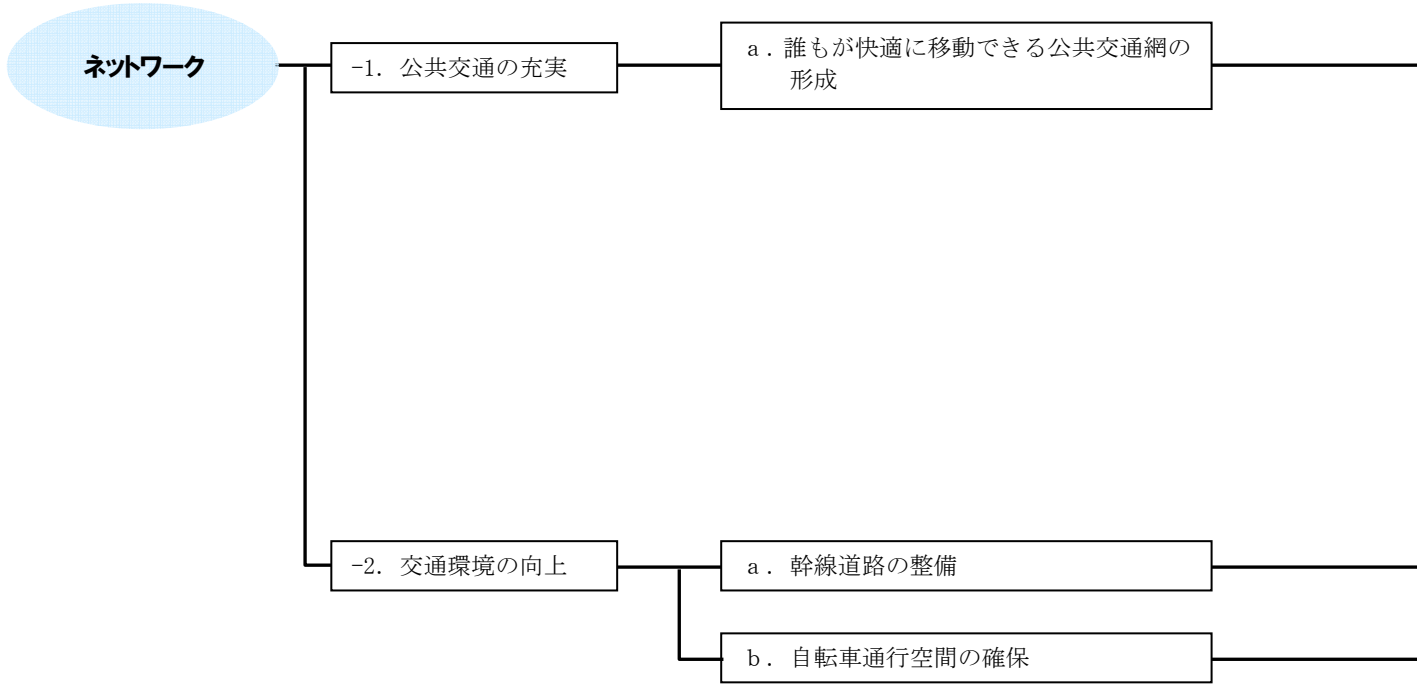 ネットワーク
-1. 公共交通の充実
a. 誰もが快適に移動できる公共交通網の
形成
-2. 交通環境の向上
a. 幹線道路の整備
b. 自転車通行空間の確保